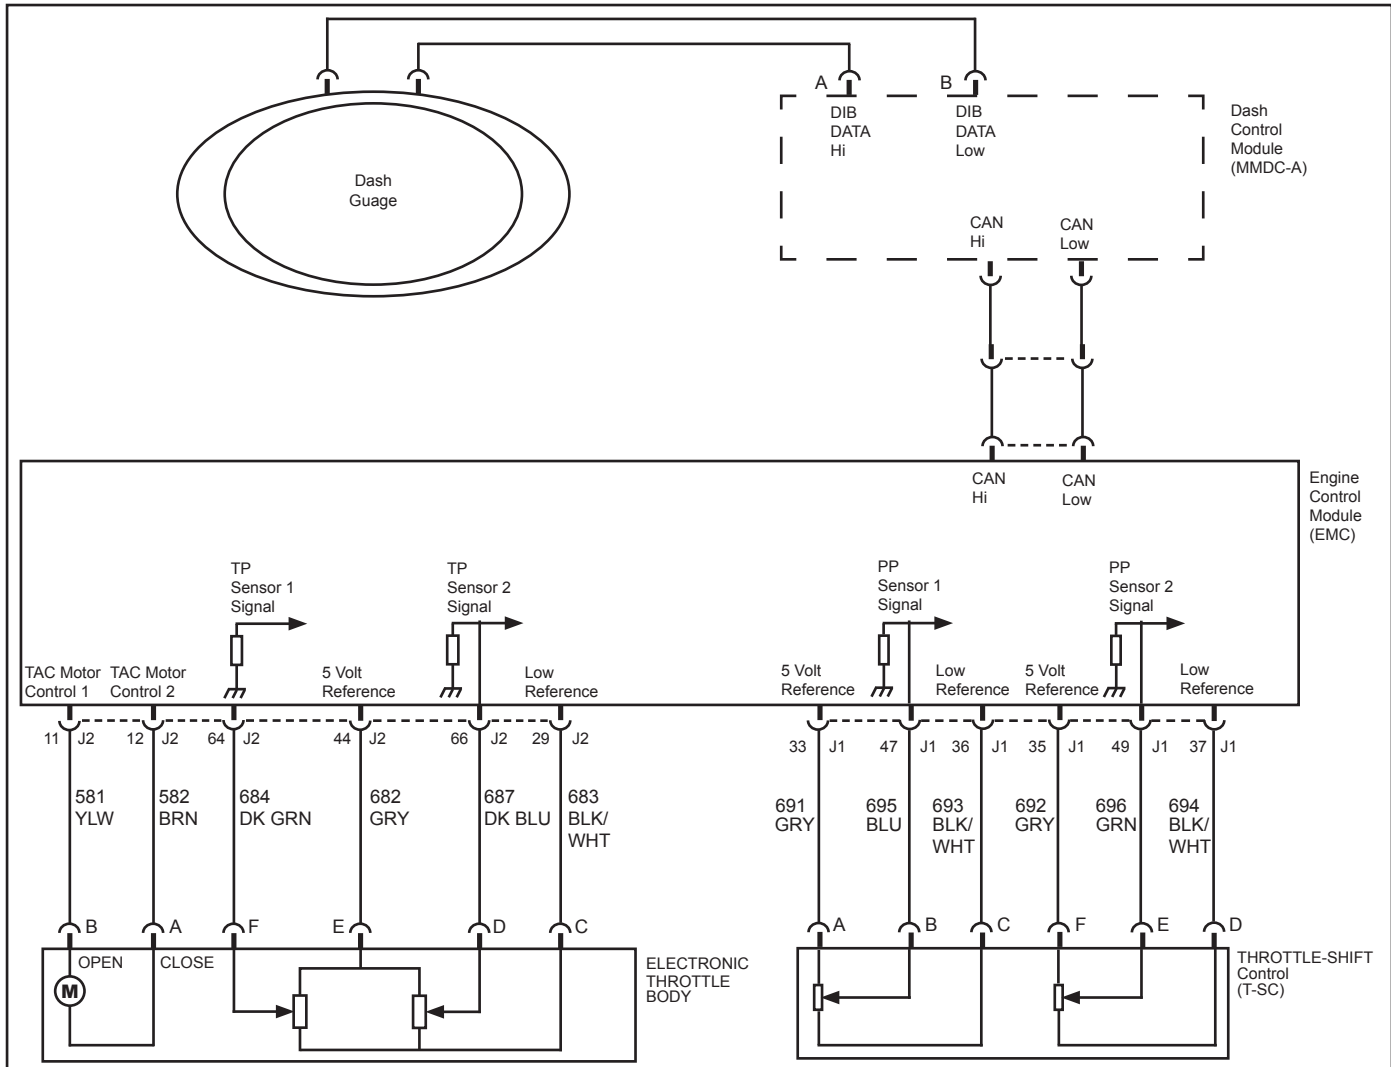 A
B
DIB
DATA
Hi
DIB
DATA
Low
Dash
Control
Module
(MMDC-A)
Dash
Guage
CAN
Hi
CAN
Low
CAN
Hi
CAN
Low
Engine
Control
Module
(EMC)
TP
Sensor 1
Signal
TP
Sensor 2
Signal
PP
Sensor 1
Signal
PP
Sensor 2
Signal
TAC Motor
Control 1
TAC Motor
Control 2
5 Volt
Reference
Low
Reference
5 Volt
Reference
Low
Reference
5 Volt
Reference
Low
Reference
11 J2
12 J2
64 J2
44 J2
66 J2
29 J2
33 J1
47 J1
36 J1
35 J1
49 J1
37 J1
581
YLW
582
BRN
684
DK GRN
682
GRY
687
DK BLU
683
BLK/
WHT
691
GRY
695
BLU
693
BLK/
WHT
692
GRY
696
GRN
694
BLK/
WHT
B
A
F
E
D
C
A
B
C
F
E
D
OPEN
CLOSE
M
ELECTRONIC
THROTTLE
BODY
THROTTLE-SHIFT
Control
(T-SC)